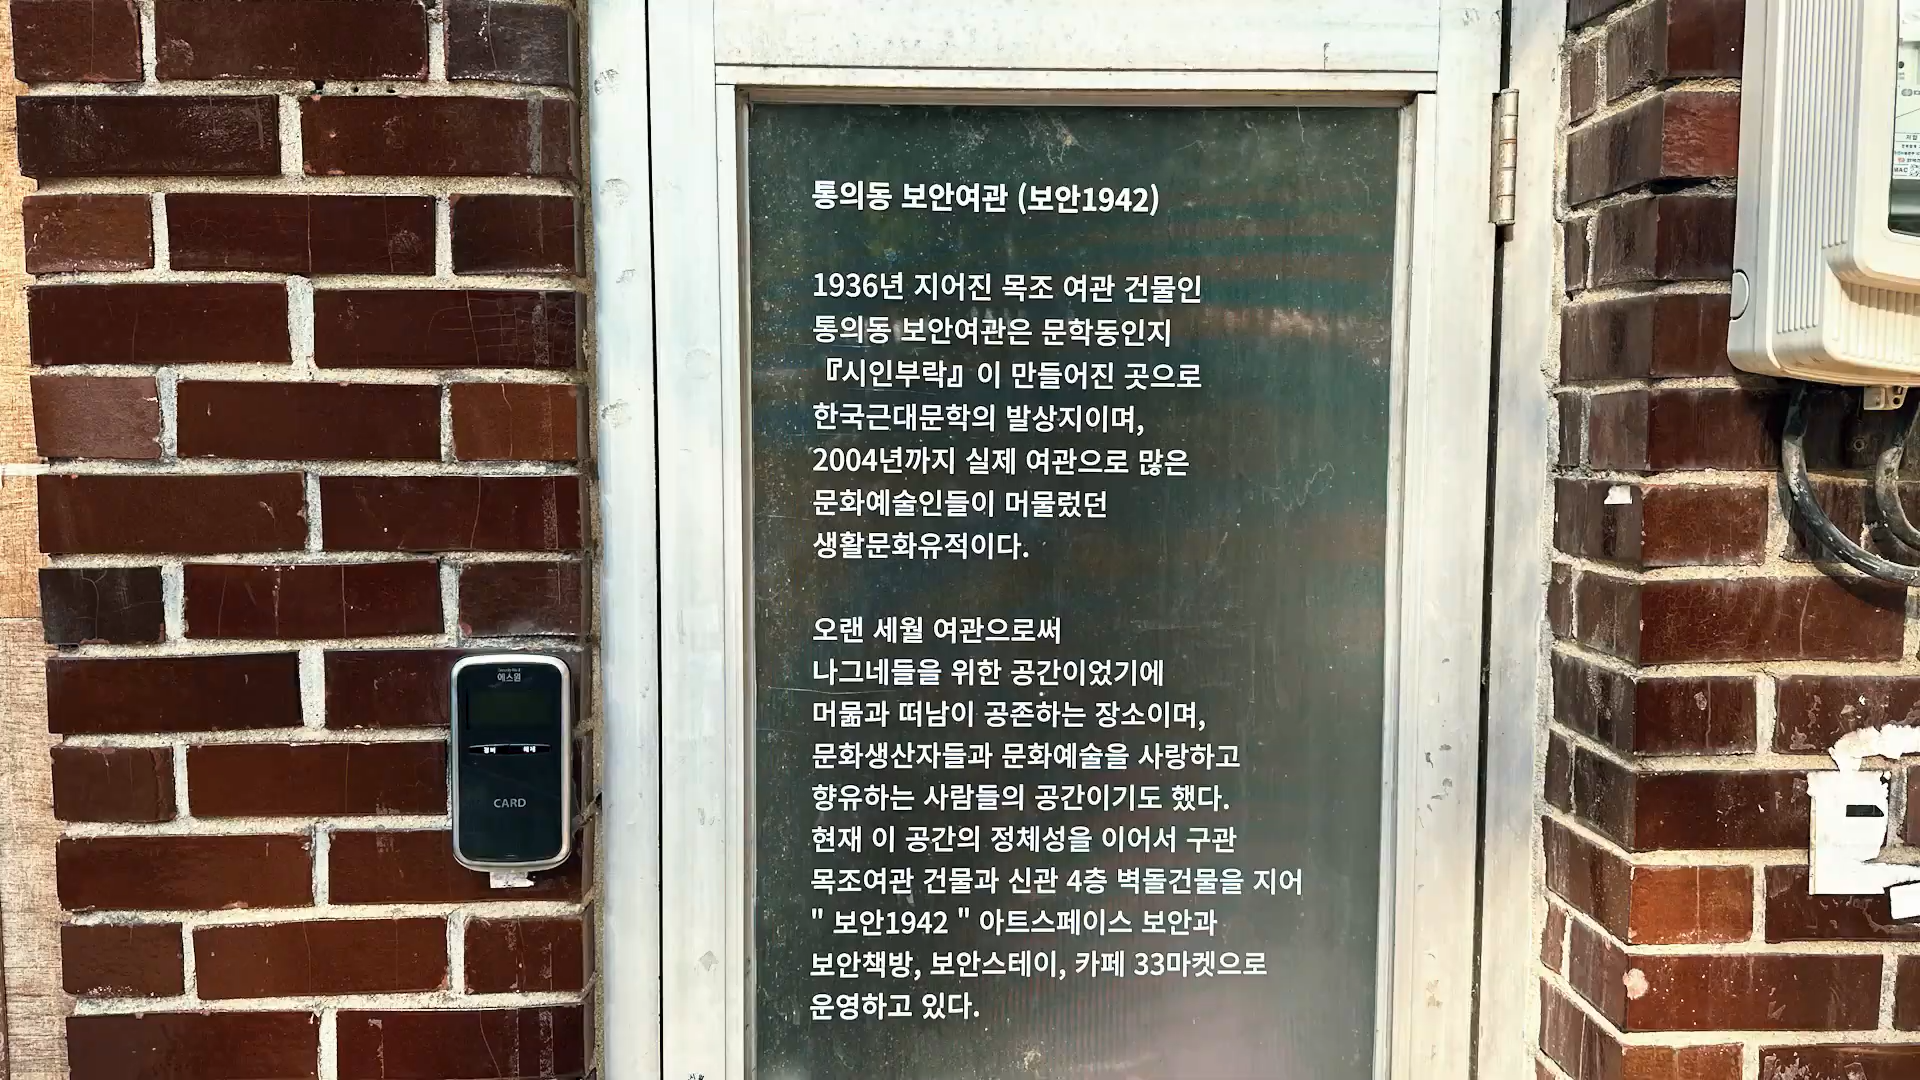 통의동 보안여관 (보안1942)
1936년 지어진 목조 여관 건물인
통의동 보안여관은 문학동인지
『시인부락』이 만들어진 곳으로
한국근대문학의 발상지이며,
2004년까지 실제 여관으로 많은
문화예술인들이 머물렀던
생활문화유적이다.
오랜 세월 여관으로써
나그네들을 위한 공간이었기에
머묾과 떠남이 공존하는 장소이며,
문화생산자들과 문화예술을 사랑하고
향유하는 사람들의 공간이기도 했다.
현재 이 공간의 정체성을 이어서 구관
목조여관 건물과 신관 4층 벽돌건물을 지어
" 보안1942 " 아트스페이스 보안과
보안책방, 보안스테이, 카페 33마켓으로
운영하고 있다.
에스원
경비 해제
CARD